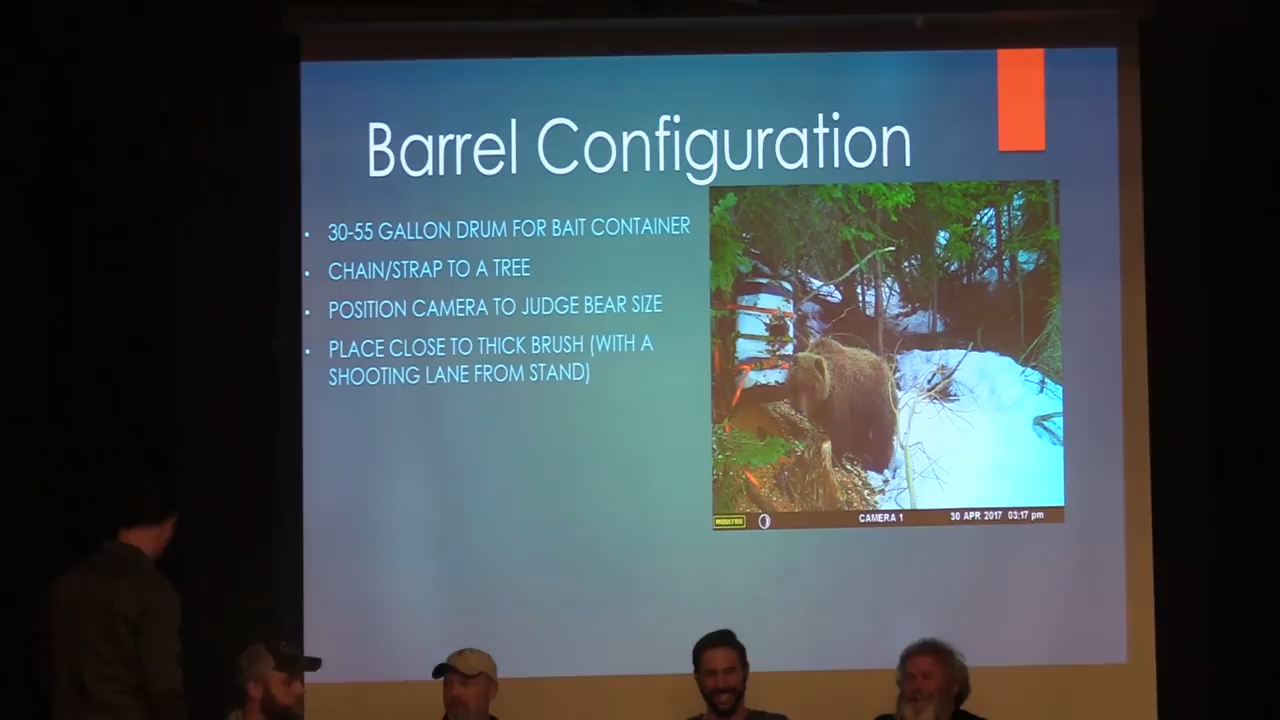 Barrel Configuration
• 30-55 GALLON DRUM FOR BAIT CONTAINER
• CHAIN/STRAP TO A TREE
• POSITION CAMERA TO JUDGE BEAR SIZE
• PLACE CLOSE TO THICK BRUSH (WITH A
SHOOTING LANE FROM STAND)
MOULTRIE CAMERA 1 30 APR 2017 03:17 pm